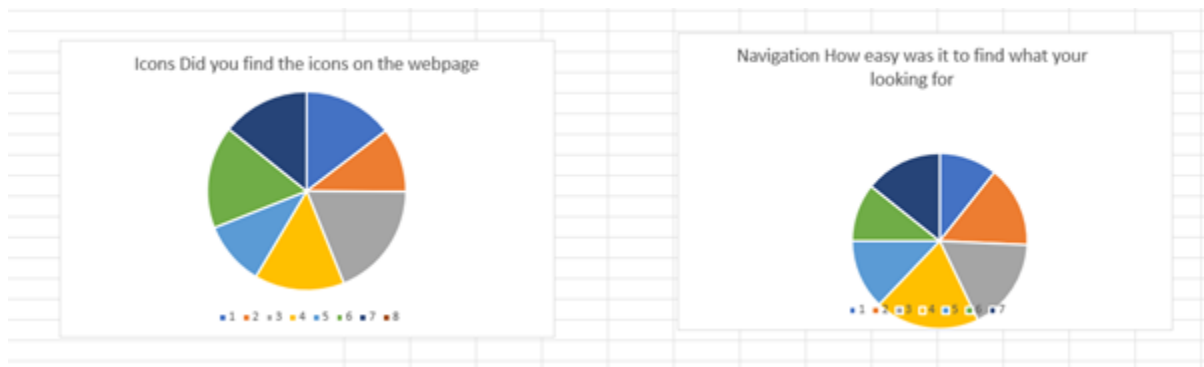 Icons Did you find the icons on the webpage
1 2 3 4 5 6 7 8
Navigation How easy was it to find what your
looking for
1 2 3 4 5 6 7